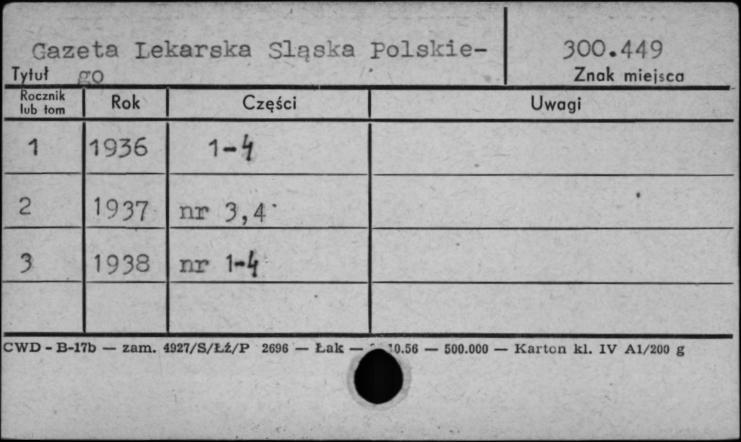 Gazeta Lekarska Śląska Polskie- 300.449
Tytuł go Znak miejsca
Rocznik lub tom Rok Części Uwagi
1 1936 1-4
2 1937 nr 3,4
3 1938 nr 1-4
CWD - B-17b — zam. 4927/S/ŁŹ/P 2696 — Łak — 10.56 — 500.000 — Karton kl. IV A1/200 g